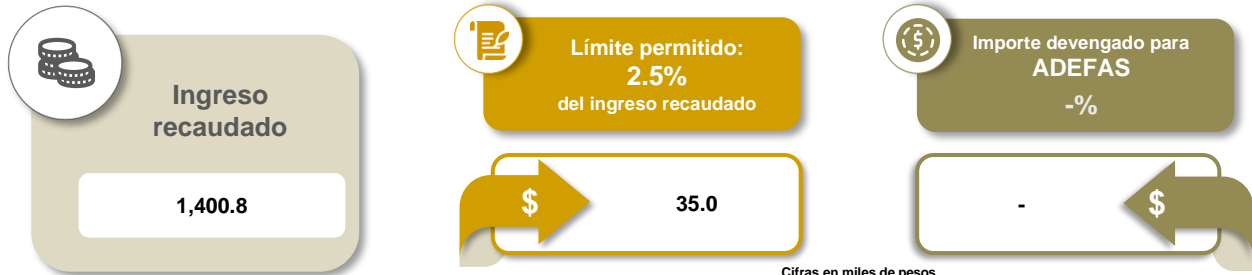 Ingreso
recaudado
1,400.8
Límite permitido:
2.5%
del ingreso recaudado
$
35.0
Importe devengado para
ADEFAS
-%
-
$
Cifras en miles de pesos